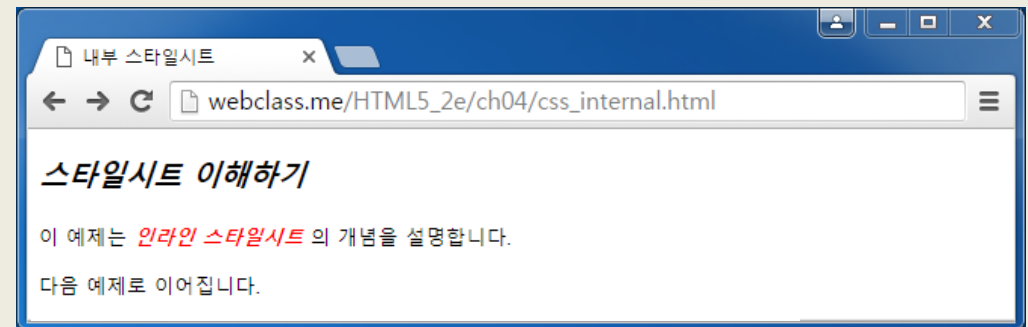 내부 스타일시트
webclass.me/HTML5_2e/ch04/css_internal.html
스타일시트 이해하기
이 예제는 인라인 스타일시트 의 개념을 설명합니다.
다음 예제로 이어집니다.